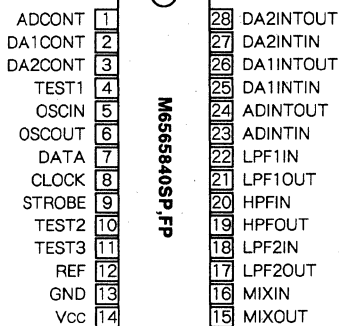 ADCONT 1 28 DA2INTOUT
DA1CONT 2 27 DA2INTIN
DA2CONT 3 26 DA1INTOUT
TEST1 4 25 DA1INTIN
OSCIN 5 24 ADINTOUT
OSCOUT 6 23 ADINTIN
DATA 7 22 LPF1IN
CLOCK 8 21 LPF1OUT
STROBE 9 20 HPFIN
TEST2 10 19 HPFOUT
TEST3 11 18 LPF2IN
REF 12 17 LPF2OUT
GND 13 16 MIXIN
Vcc 14 15 MIXOUT
M6565840SP,FP